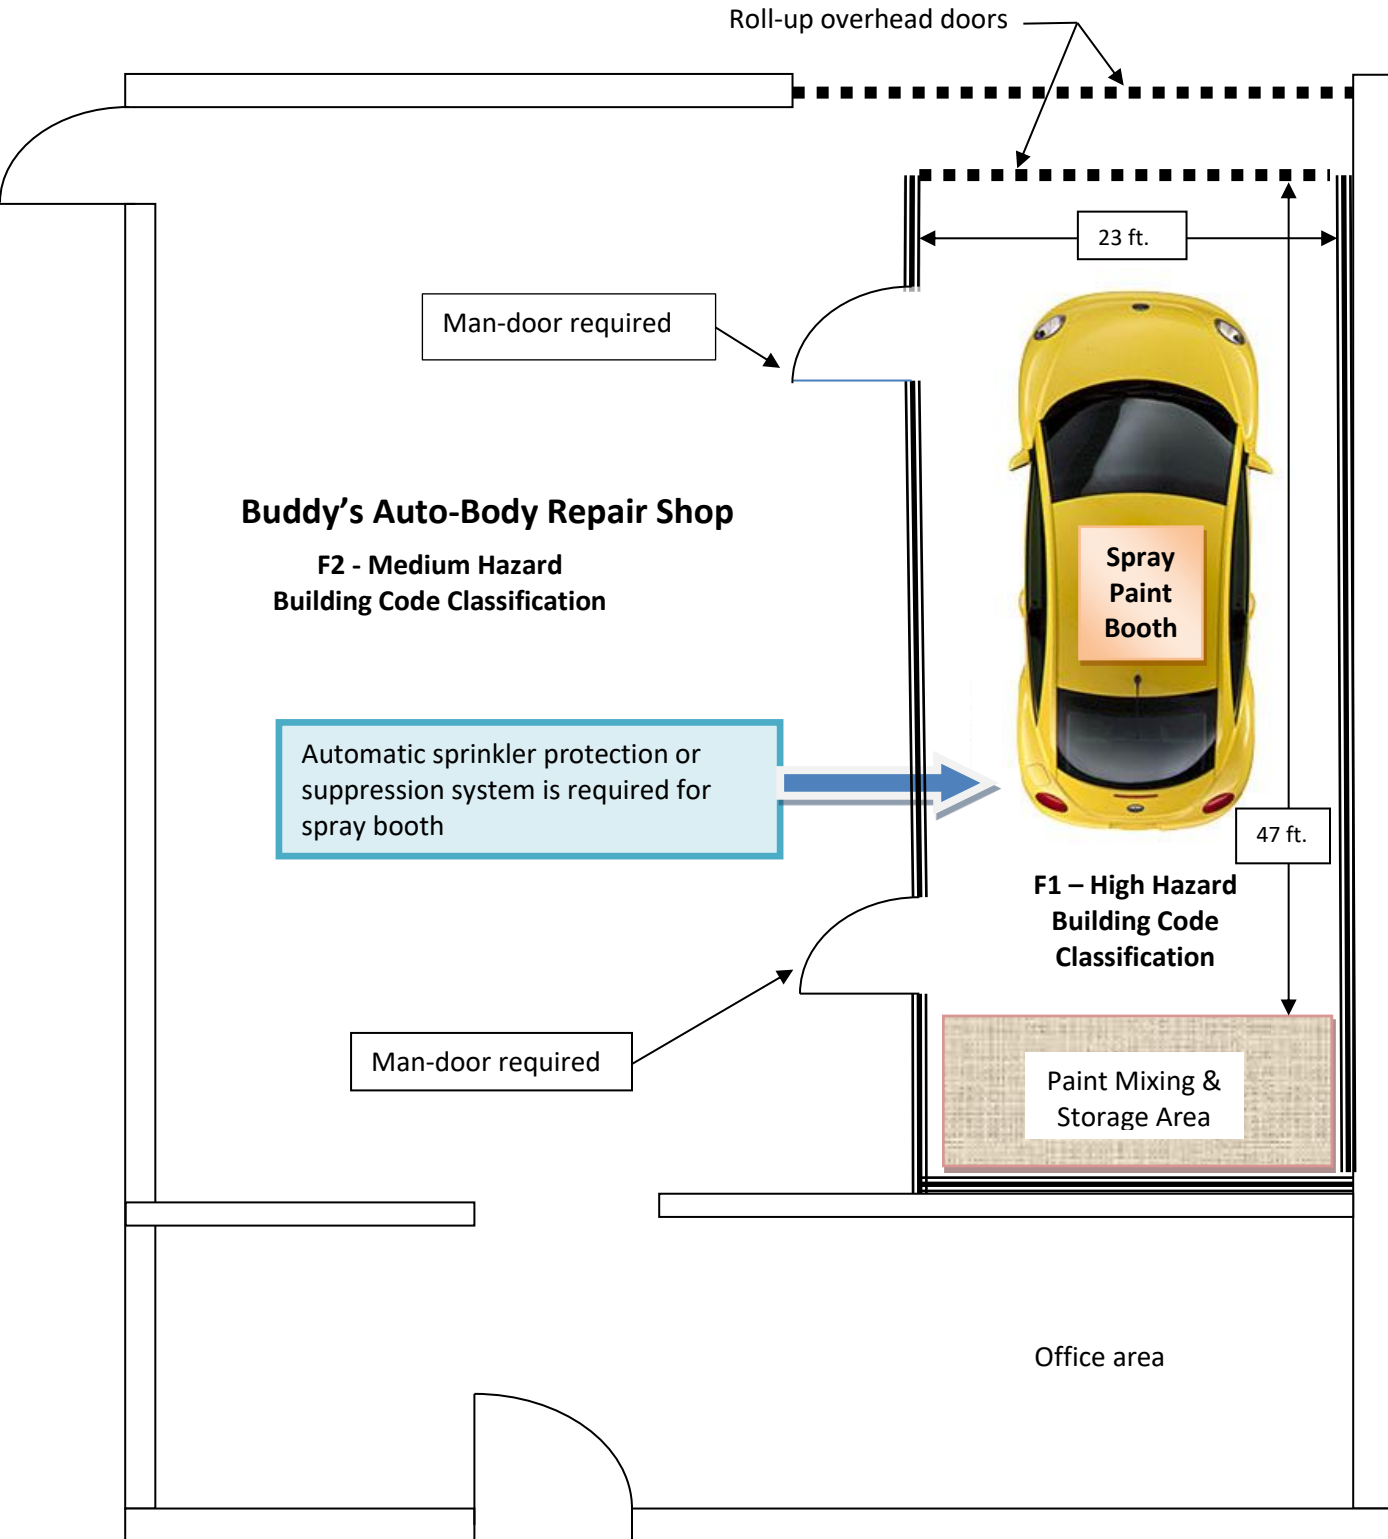 Roll-up overhead doors
23 ft.
Man-door required
Buddy’s Auto-Body Repair Shop
F2 - Medium Hazard
Building Code Classification
Spray
Paint
Booth
Automatic sprinkler protection or
suppression system is required for
spray booth
47 ft.
F1 – High Hazard
Building Code
Classification
Man-door required
Paint Mixing &
Storage Area
Office area